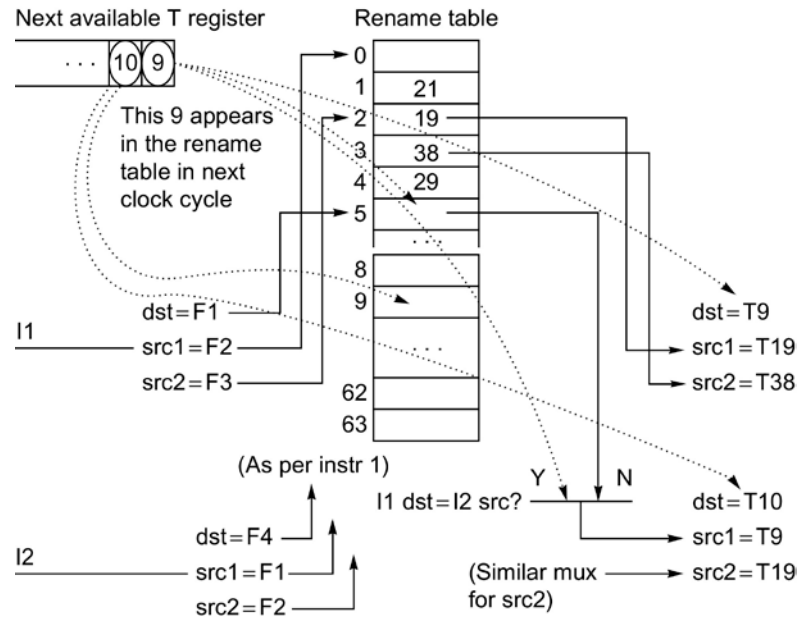 Next available T register
Rename table
. . . 10 9
This 9 appears
in the rename
table in next
clock cycle
0
1 21
2 19
3 38
4 29
5
. . .
8
9
. . .
62
63
I1
dst=F1
src1=F2
src2=F3
dst=T9
src1=T19
src2=T38
(As per instr 1)
I2
dst=F4
src1=F1
src2=F2
Y N
I1 dst=I2 src?
(Similar mux
for src2)
dst=T10
src1=T9
src2=T19